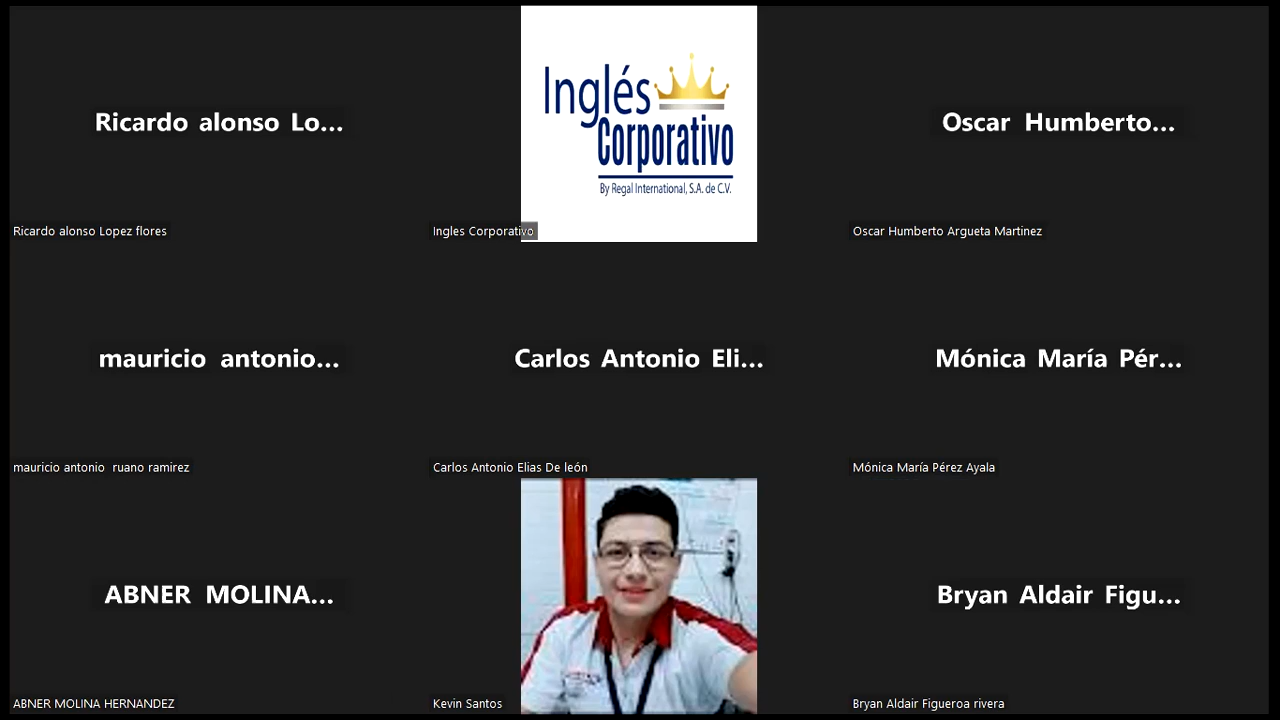 Ricardo alonso Lo...
Ricardo alonso Lopez flores
Inglés
Corporativo
By Regal International, S.A. de C.V.
Ingles Corporativo
Oscar Humberto...
Oscar Humberto Argueta Martinez
mauricio antonio...
mauricio antonio  ruano ramirez
Carlos Antonio Eli...
Carlos Antonio Elias De león
Mónica María Pér...
Mónica María Pérez Ayala
ABNER MOLINA...
ABNER MOLINA HERNANDEZ
Kevin Santos
Bryan Aldair Figu...
Bryan Aldair Figueroa rivera